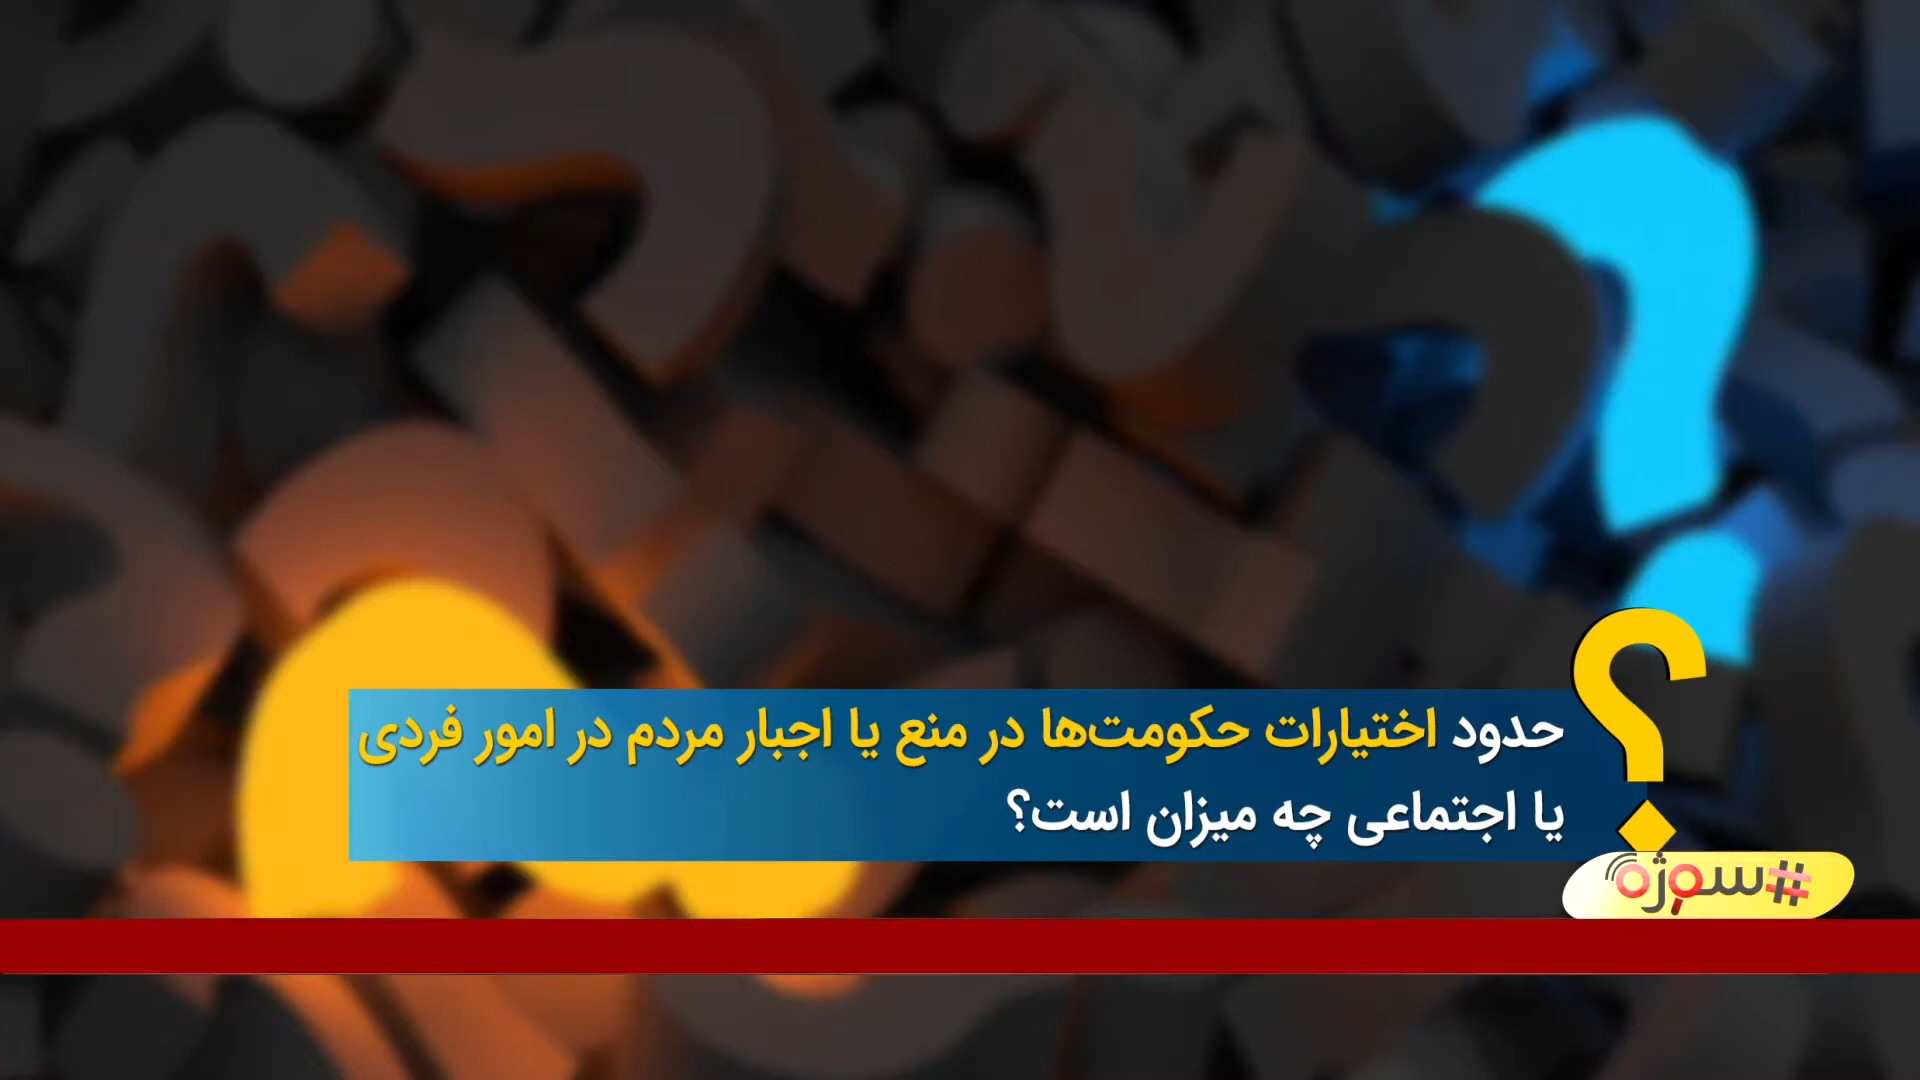 حدود اختیارات حکومت‌ها در منع یا اجبار مردم در امور فردی
یا اجتماعی چه میزان است؟
؟
#سوژه